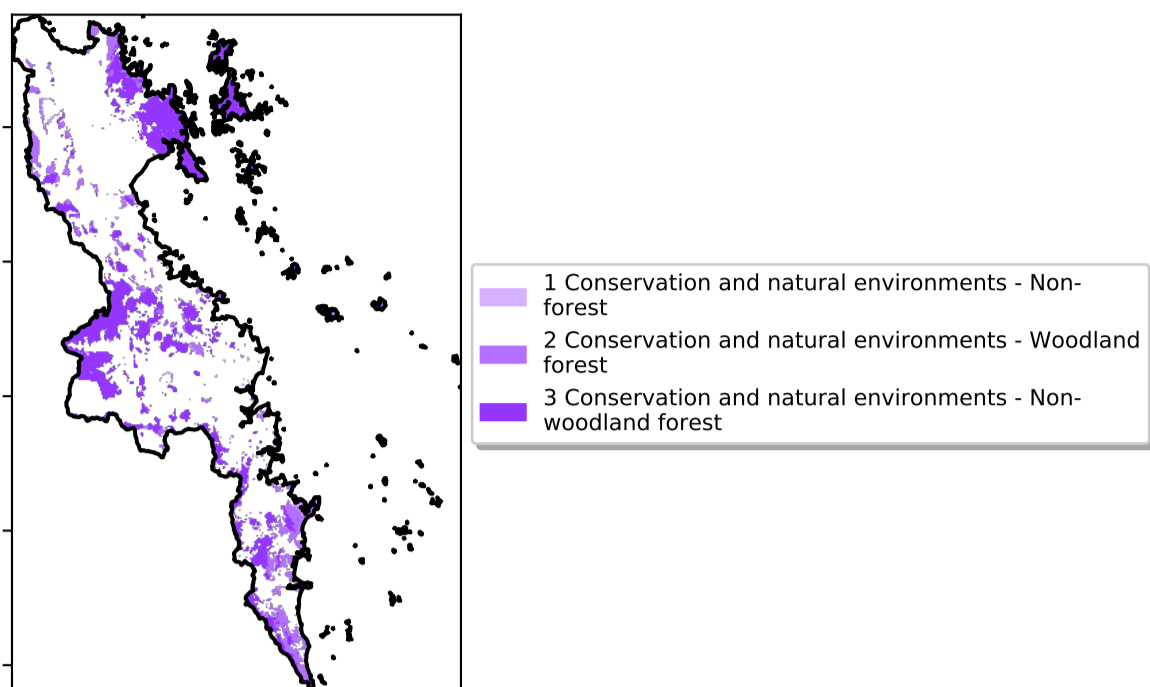 1 Conservation and natural environments - Non-
forest
2 Conservation and natural environments - Woodland
forest
3 Conservation and natural environments - Non-
woodland forest